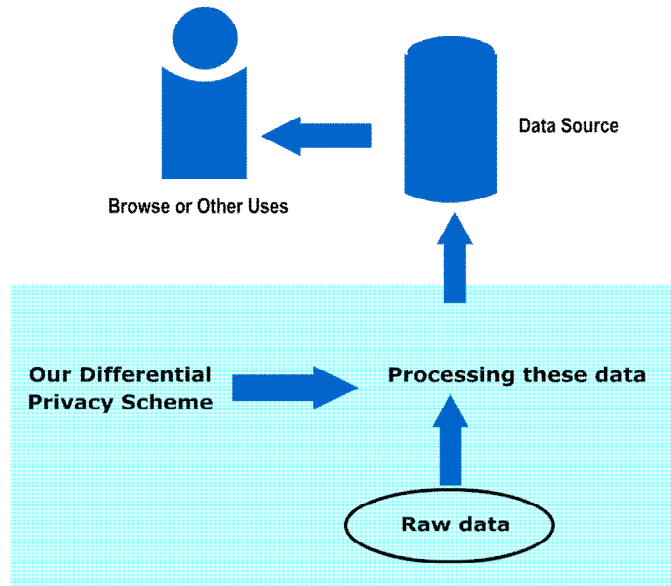 Data Source
Browse or Other Uses
Our Differential
Privacy Scheme
Processing these data
Raw data